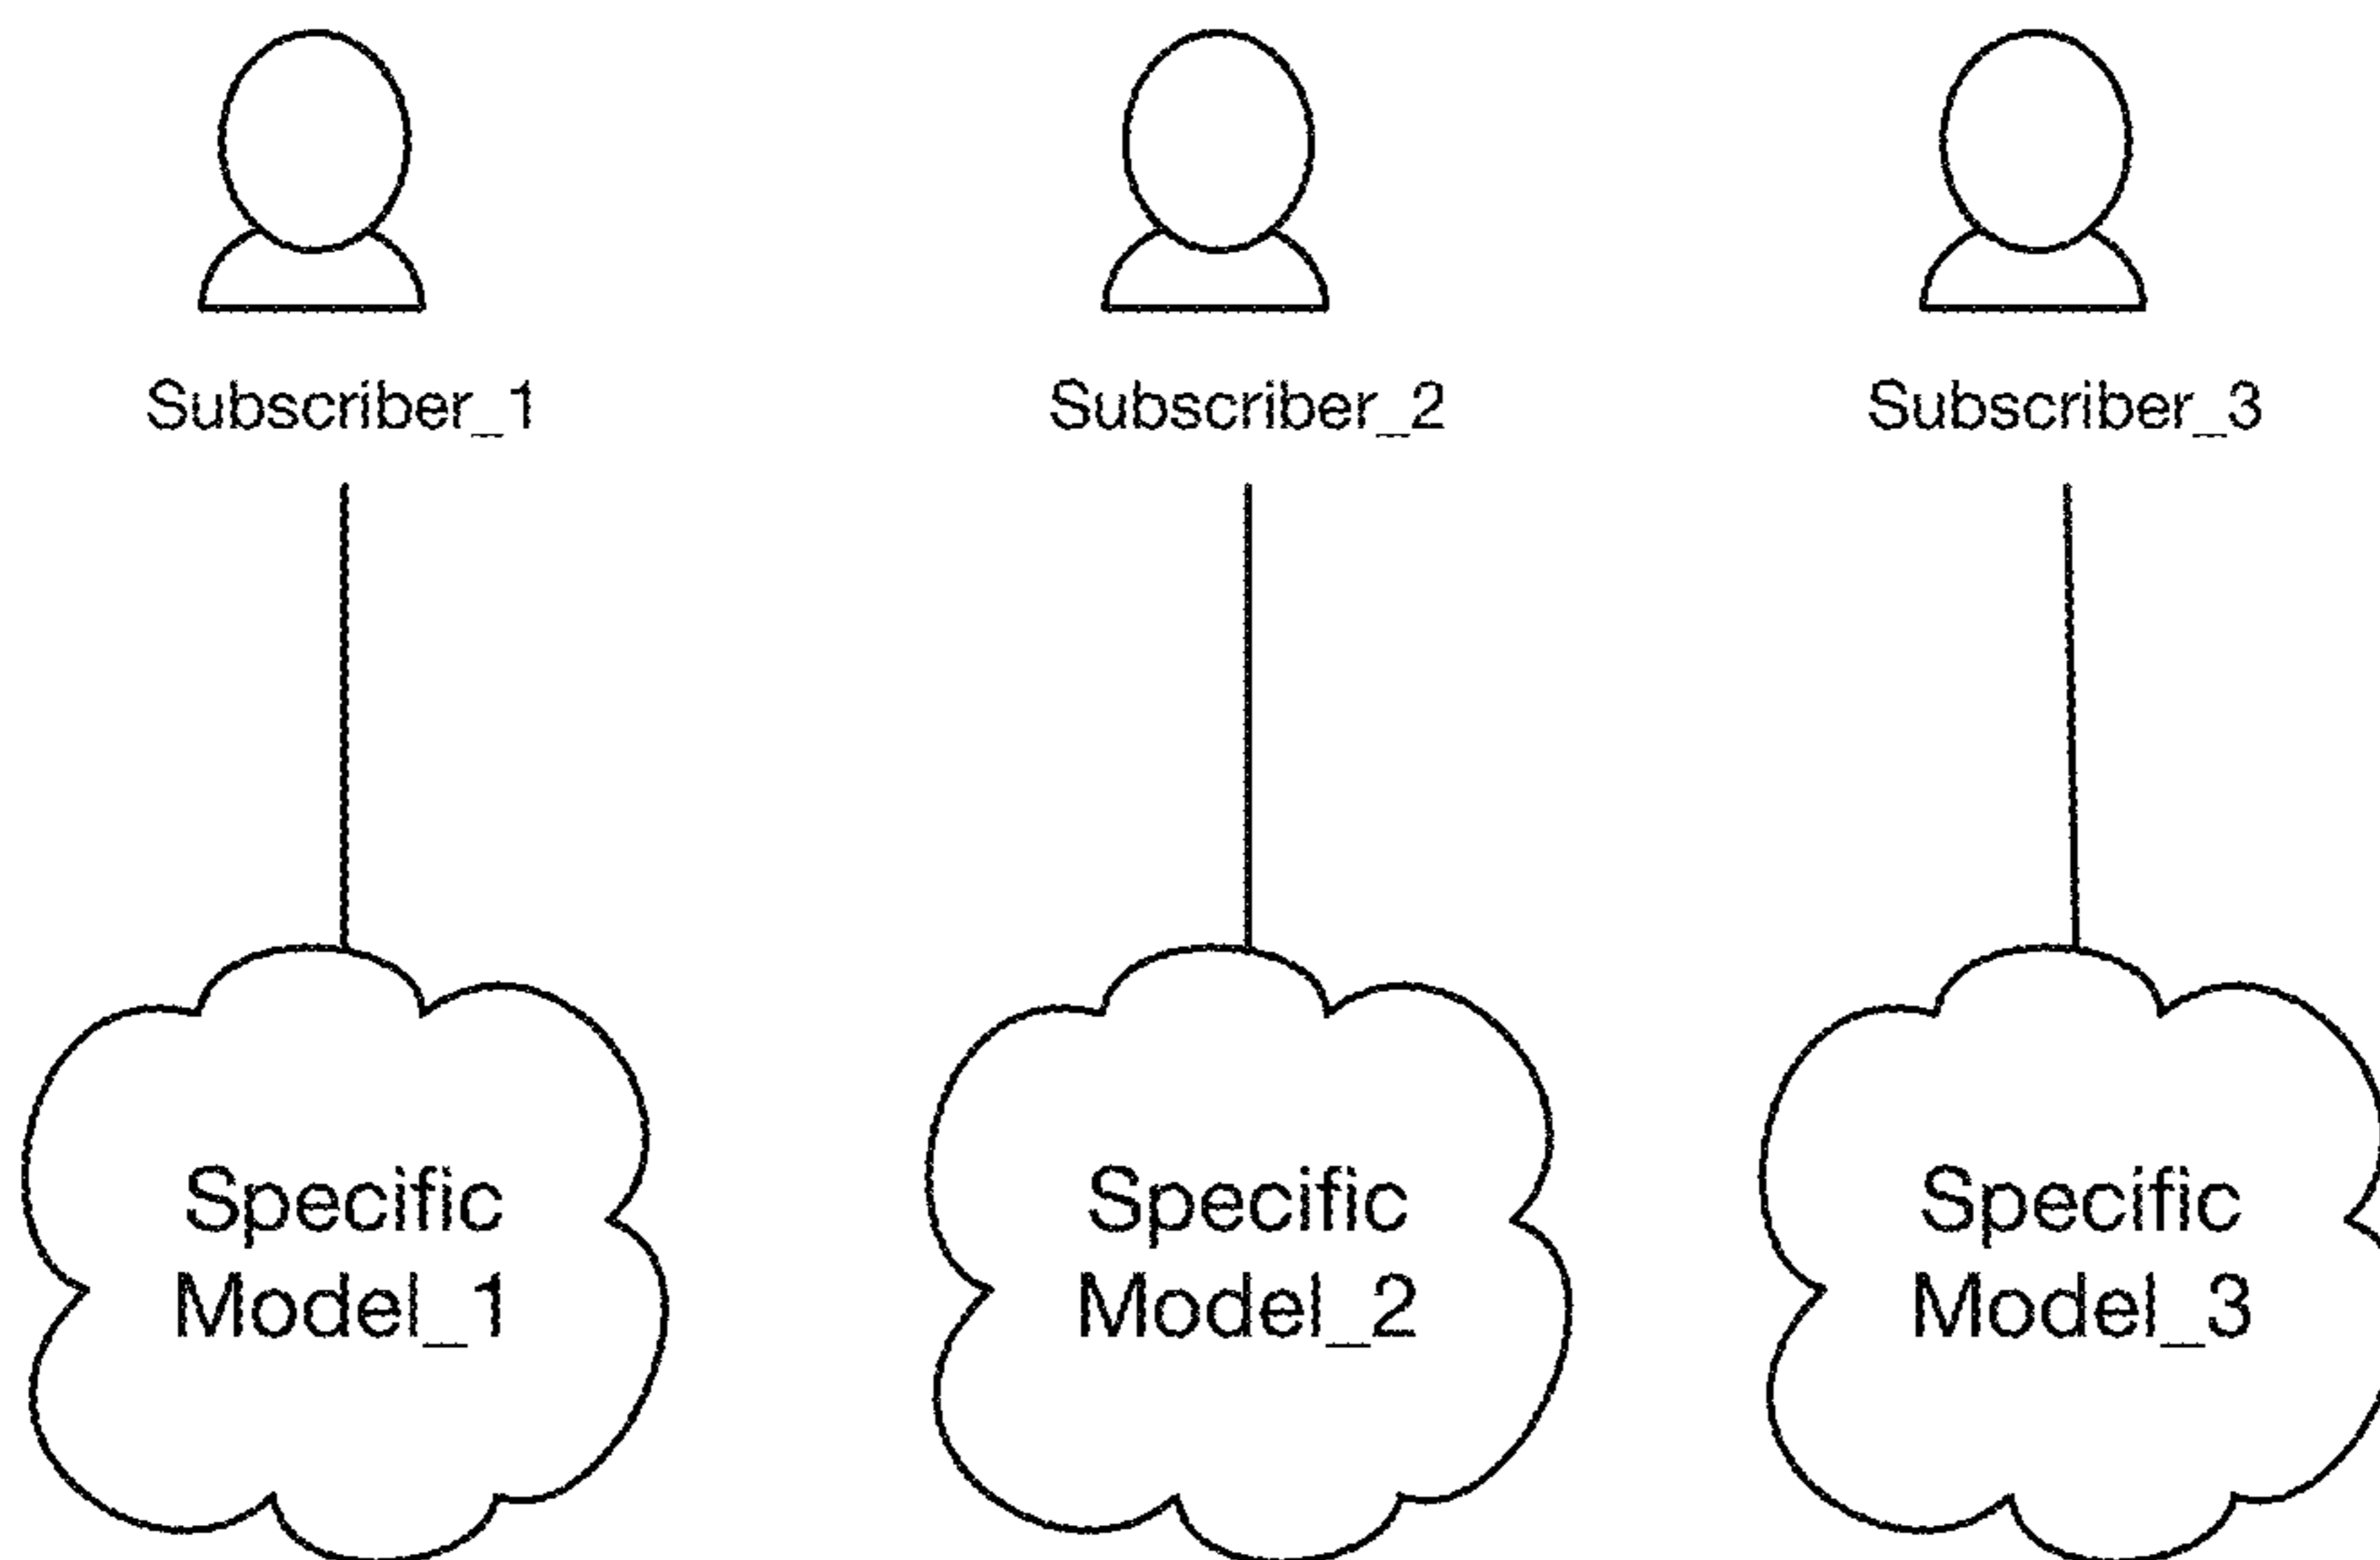 Subscriber_1
Subscriber_2
Subscriber_3
Specific
Model_1
Specific
Model_2
Specific
Model_3